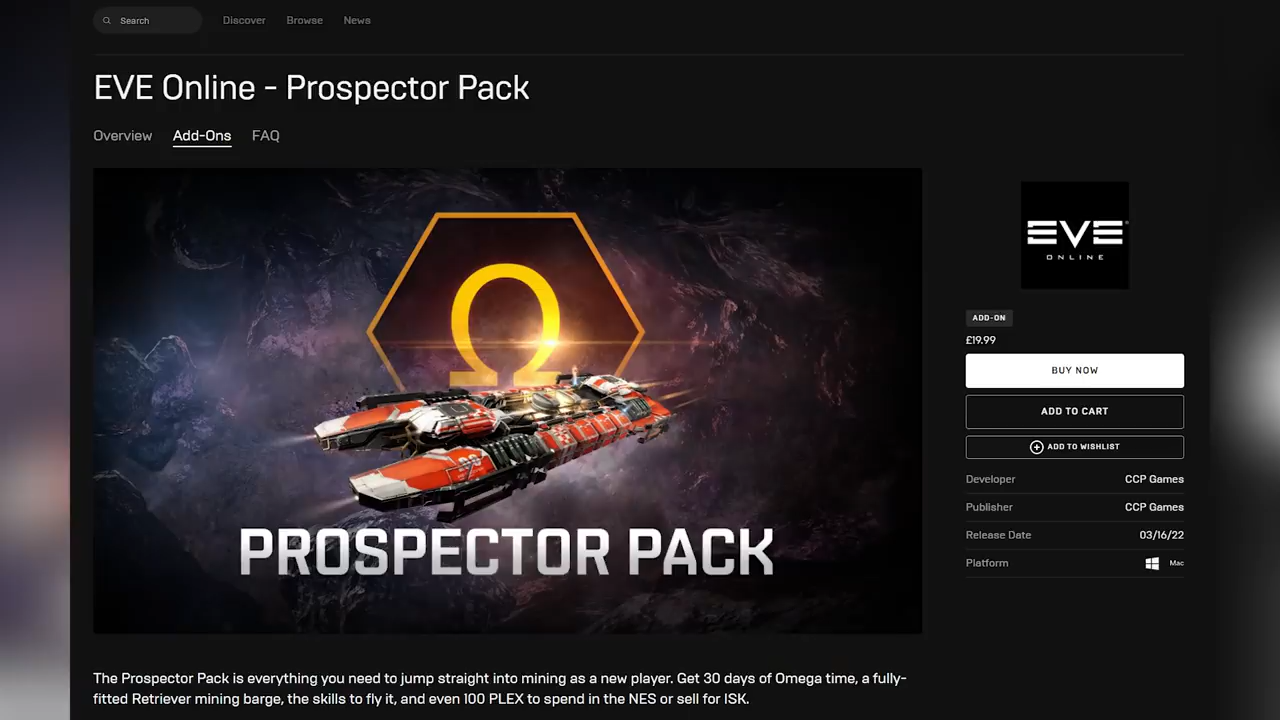 Search
Discover
Browse
News
EVE Online - Prospector Pack
Overview
Add-Ons
FAQ
Ω
PROSPECTOR PACK
EVE
ONLINE
ADD-ON
£19.99
BUY NOW
ADD TO CART
ADD TO WISHLIST
Developer CCP Games
Publisher CCP Games
Release Date 03/16/22
Platform Mac
The Prospector Pack is everything you need to jump straight into mining as a new player. Get 30 days of Omega time, a fully-
fitted Retriever mining barge, the skills to fly it, and even 100 PLEX to spend in the NES or sell for ISK.